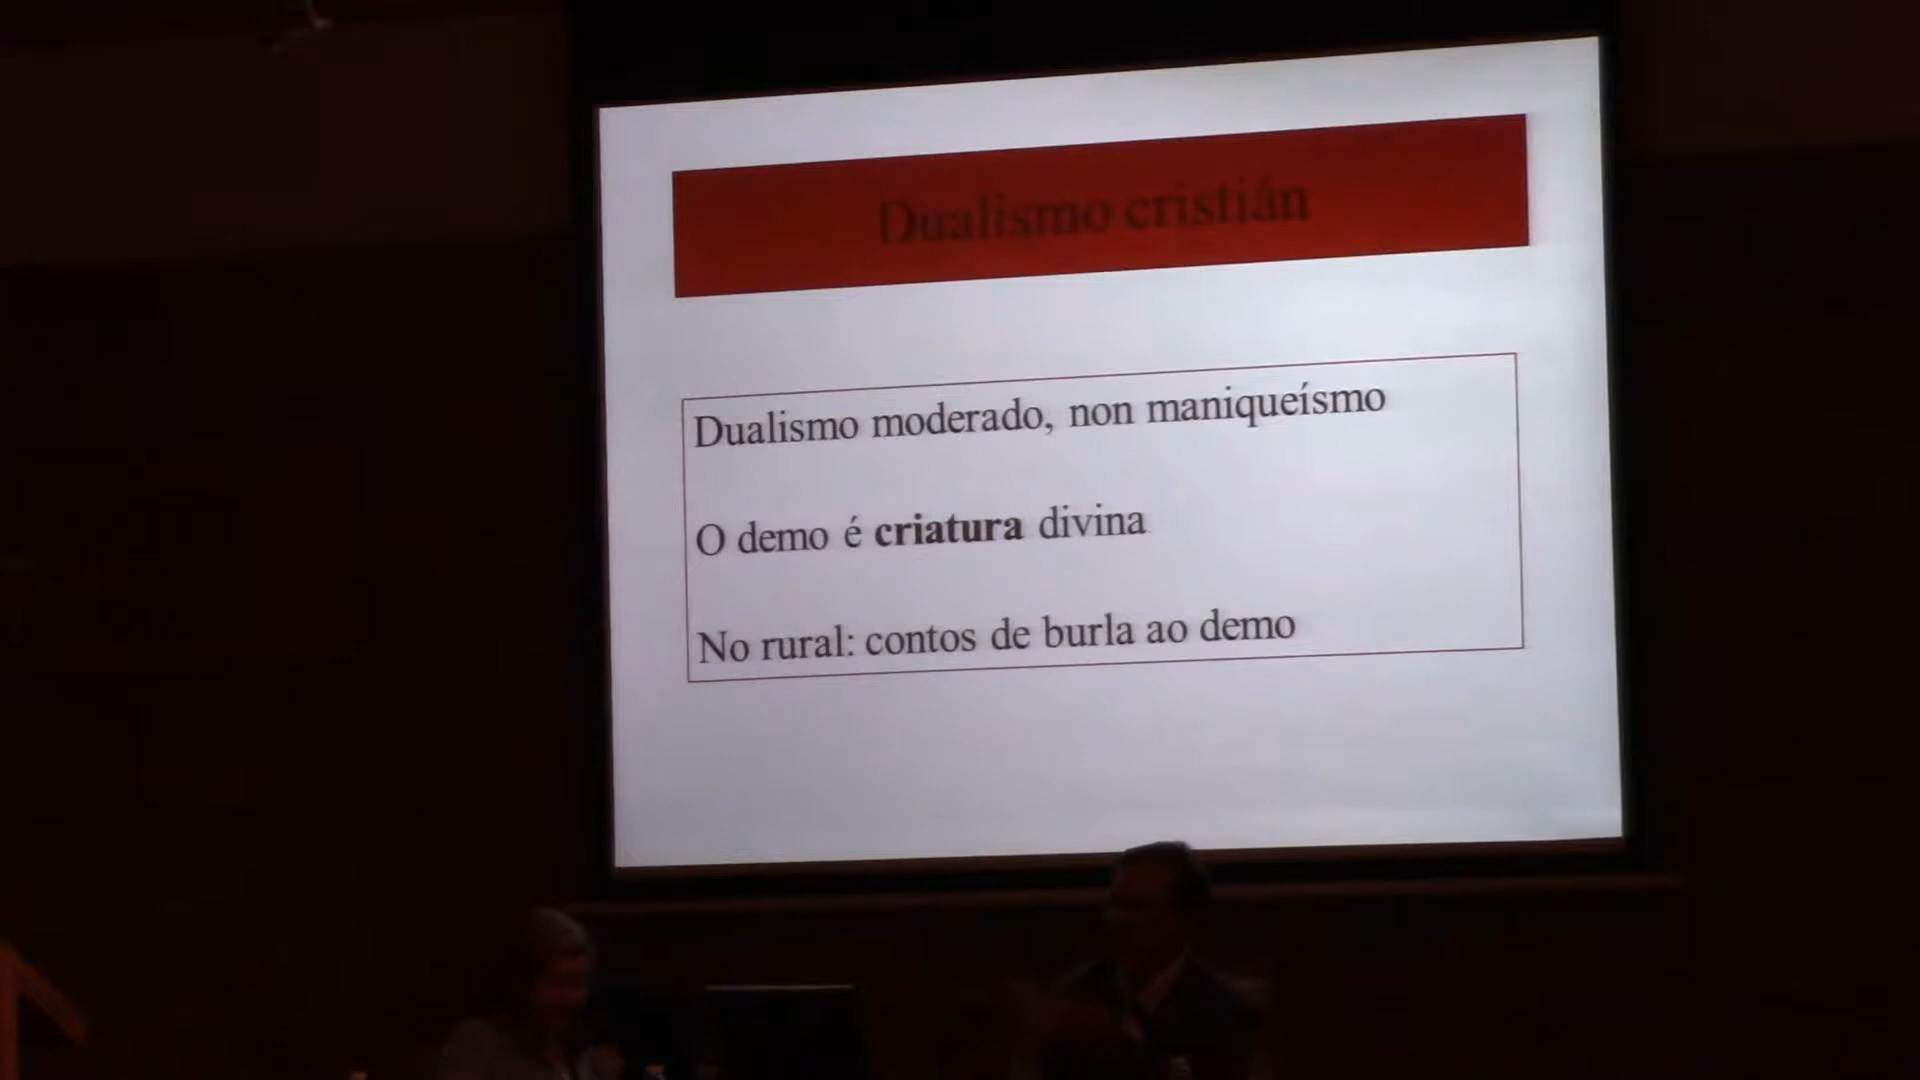 Dualismo cristián
Dualismo moderado, non maniqueísmo
O demo é criatura divina
No rural: contos de burla ao demo